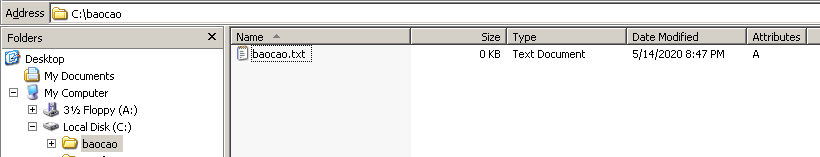 Address C:\baocao
Folders
Name Size Type Date Modified Attributes
baocao.txt 0 KB Text Document 5/14/2020 8:47 PM A
Desktop
My Documents
My Computer
3½ Floppy (A:)
Local Disk (C:)
baocao